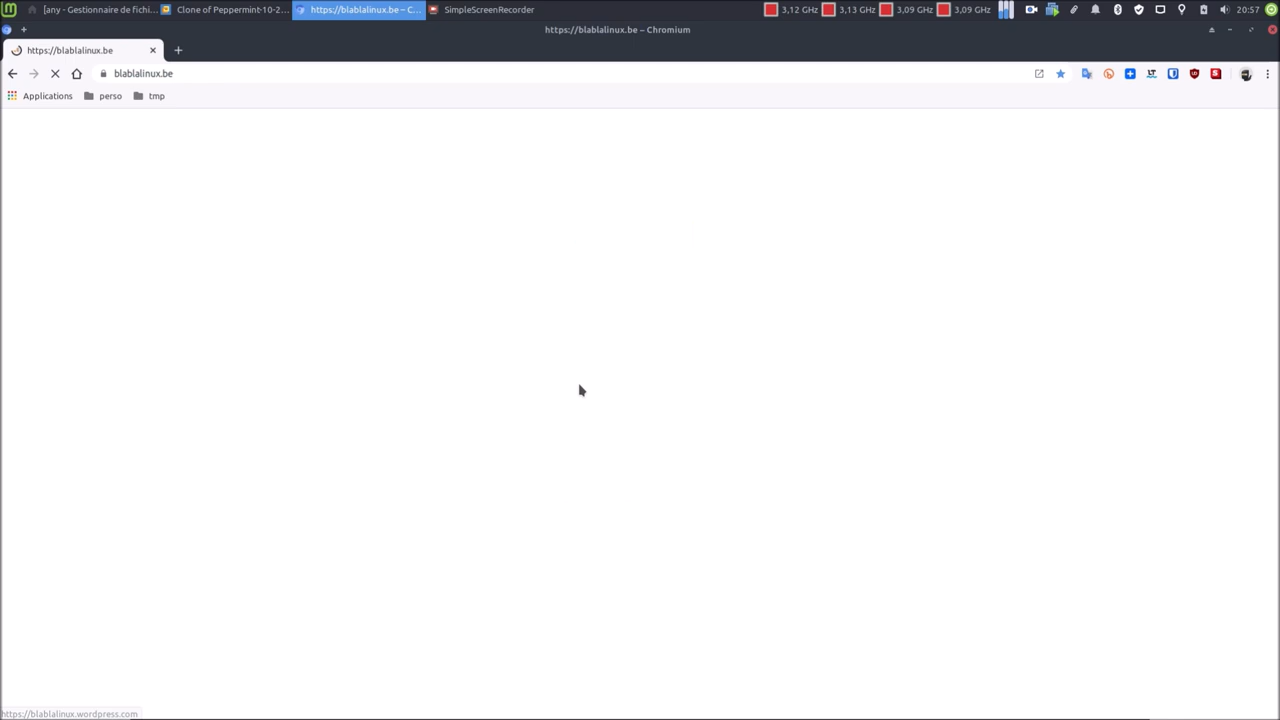 [any - Gestionnaire de fichi... Clone of Peppermint-10-2... https://blablalinux.be – C... SimpleScreenRecorder 3,12 GHz 3,13 GHz 3,09 GHz 3,09 GHz 20:57
https://blablalinux.be – Chromium
https://blablalinux.be
blablalinux.be
Applications perso tmp
https://blablalinux.wordpress.com